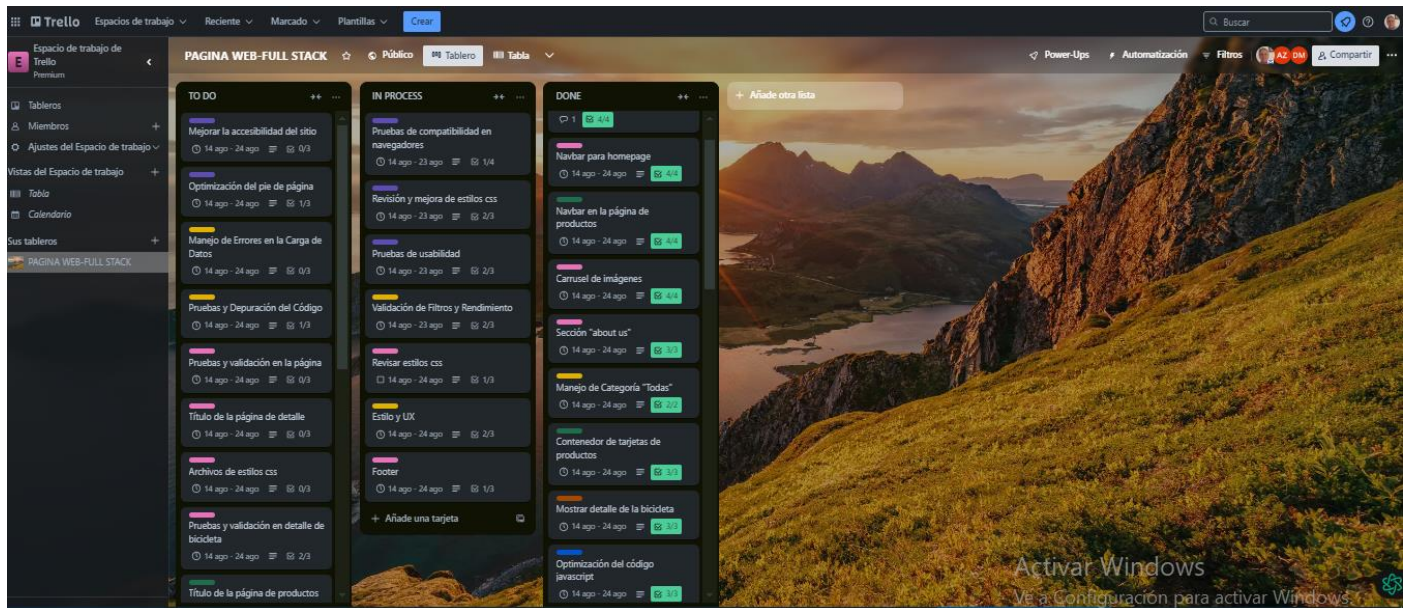 Trello
Espacios de trabajo
Reciente
Marcado
Plantillas
Crear
Buscar
E
Espacio de trabajo de
Trello
Premium
Tableros
Miembros
Ajustes del Espacio de trabajo
Vistas del Espacio de trabajo
Tabla
Calendario
Sus tableros
PAGINA WEB-FULL STACK
PAGINA WEB-FULL STACK
Público
Tablero
Tabla
Power-Ups
Automatización
Filtros
AZ
DM
Compartir
TO DO
Mejorar la accesibilidad del sitio
14 ago - 24 ago 0/3
Optimización del pie de página
14 ago - 24 ago 1/3
Manejo de Errores en la Carga de
Datos
14 ago - 24 ago 0/3
Pruebas y Depuración del Código
14 ago - 24 ago 1/3
Pruebas y validación en la página
14 ago - 24 ago 0/3
Título de la página de detalle
14 ago - 24 ago 0/3
Archivos de estilos css
14 ago - 24 ago 0/3
Pruebas y validación en detalle de
bicicleta
14 ago - 24 ago 2/3
Título de la página de productos
IN PROCESS
Pruebas de compatibilidad en
navegadores
14 ago - 23 ago 1/4
Revisión y mejora de estilos css
14 ago - 23 ago 2/3
Pruebas de usabilidad
14 ago - 23 ago 2/3
Validación de Filtros y Rendimiento
14 ago - 23 ago 2/3
Revisar estilos css
14 ago - 24 ago 1/3
Estilo y UX
14 ago - 24 ago 2/3
Footer
14 ago - 24 ago 1/3
+ Añade una tarjeta
DONE
1 4/4
Navbar para homepage
14 ago - 24 ago 4/4
Navbar en la página de
productos
14 ago - 24 ago 4/4
Carrusel de imágenes
14 ago - 24 ago 4/4
Sección "about us"
14 ago - 24 ago 3/3
Manejo de Categoría "Todas"
14 ago - 24 ago 2/2
Contenedor de tarjetas de
productos
14 ago - 24 ago 3/3
Mostrar detalle de la bicicleta
14 ago - 24 ago 3/3
Optimización del código
javascript
14 ago - 24 ago 3/3
+ Añade otra lista
Activar Windows
Ve a Configuración para activar Windows.